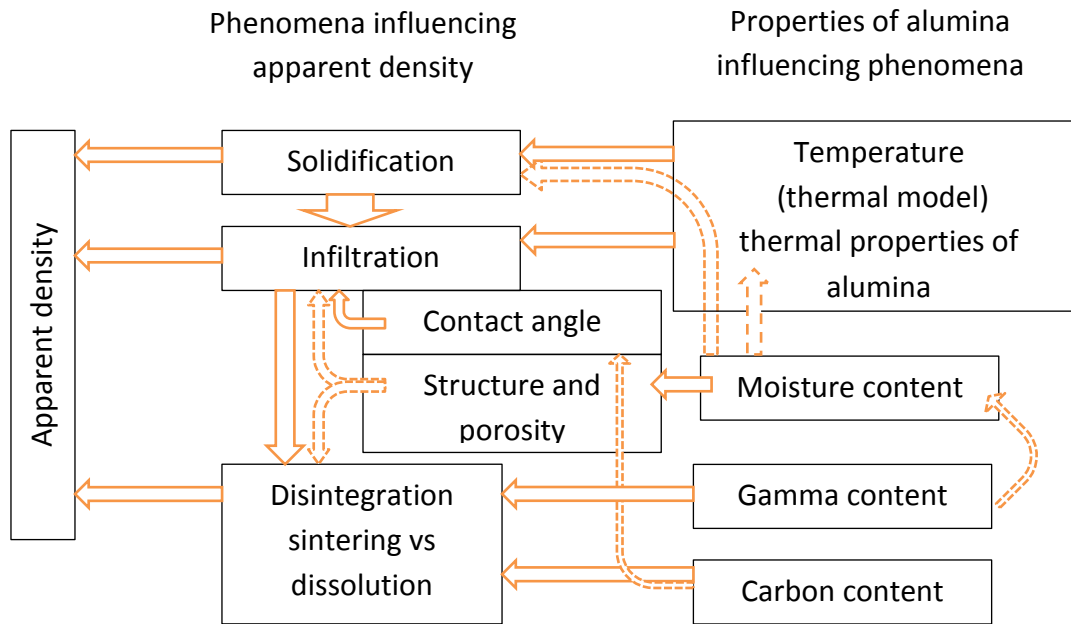 Phenomena influencing
apparent density
Properties of alumina
influencing phenomena
Apparent density
Solidification
Infiltration
Contact angle
Structure and
porosity
Disintegration
sintering vs
dissolution
Temperature
(thermal model)
thermal properties of
alumina
Moisture content
Gamma content
Carbon content